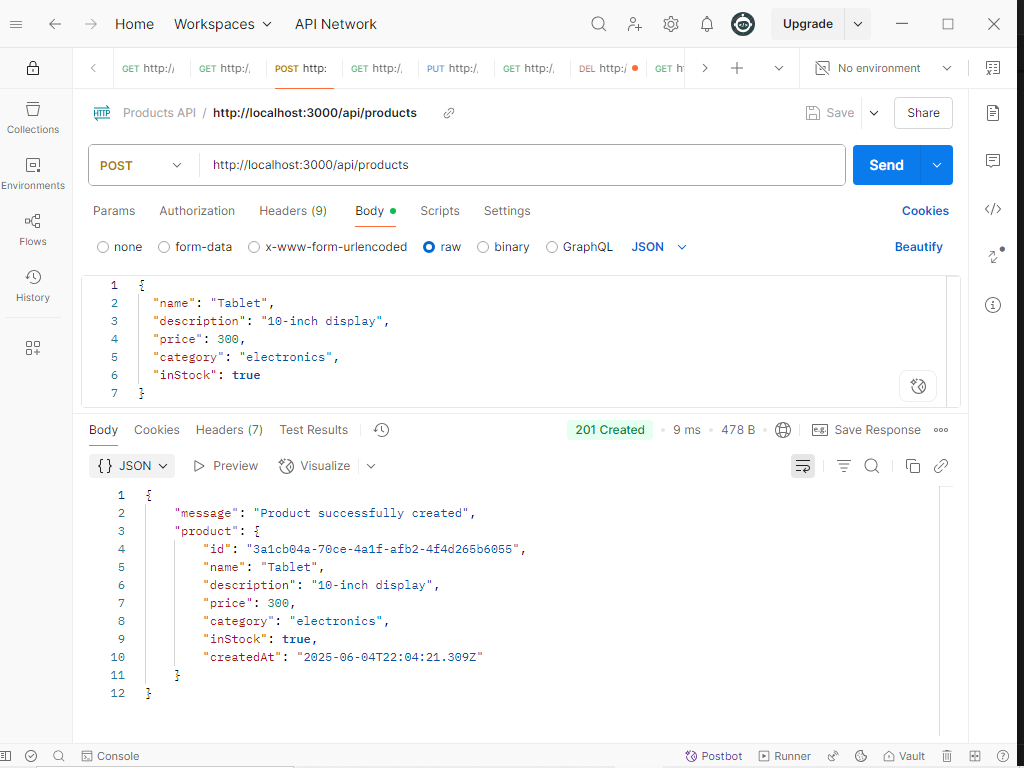 Home Workspaces API Network Upgrade
GET http:/ GET http:/ POST http: GET http:/ PUT http:/ GET http:/ DEL http:/ GET h No environment
HTTP Products API / http://localhost:3000/api/products Save Share
POST http://localhost:3000/api/products Send
Params Authorization Headers (9) Body Scripts Settings Cookies
none form-data x-www-form-urlencoded raw binary GraphQL JSON Beautify
Collections
Environments
Flows
History
1 {
2 "name": "Tablet",
3 "description": "10-inch display",
4 "price": 300,
5 "category": "electronics",
6 "inStock": true
7 }
Body Cookies Headers (7) Test Results 201 Created 9 ms 478 B e.g. Save Response
{} JSON Preview Visualize
1 {
2 "message": "Product successfully created",
3 "product": {
4 "id": "3a1cb04a-70ce-4a1f-afb2-4f4d265b6055",
5 "name": "Tablet",
6 "description": "10-inch display",
7 "price": 300,
8 "category": "electronics",
9 "inStock": true,
10 "createdAt": "2025-06-04T22:04:21.309Z"
11 }
12 }
Console Postbot Runner Vault